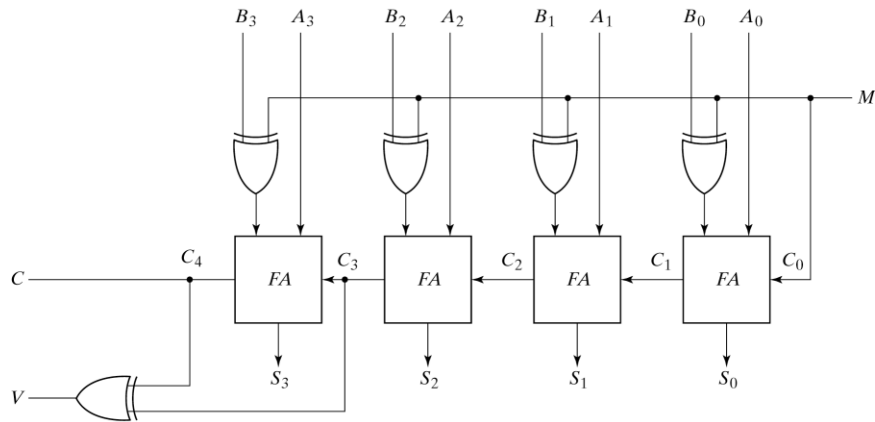 B₃ A₃ B₂ A₂ B₁ A₁ B₀ A₀
M
C₄ C₃ C₂ C₁ C₀
C FA FA FA FA
S₃ S₂ S₁ S₀
V